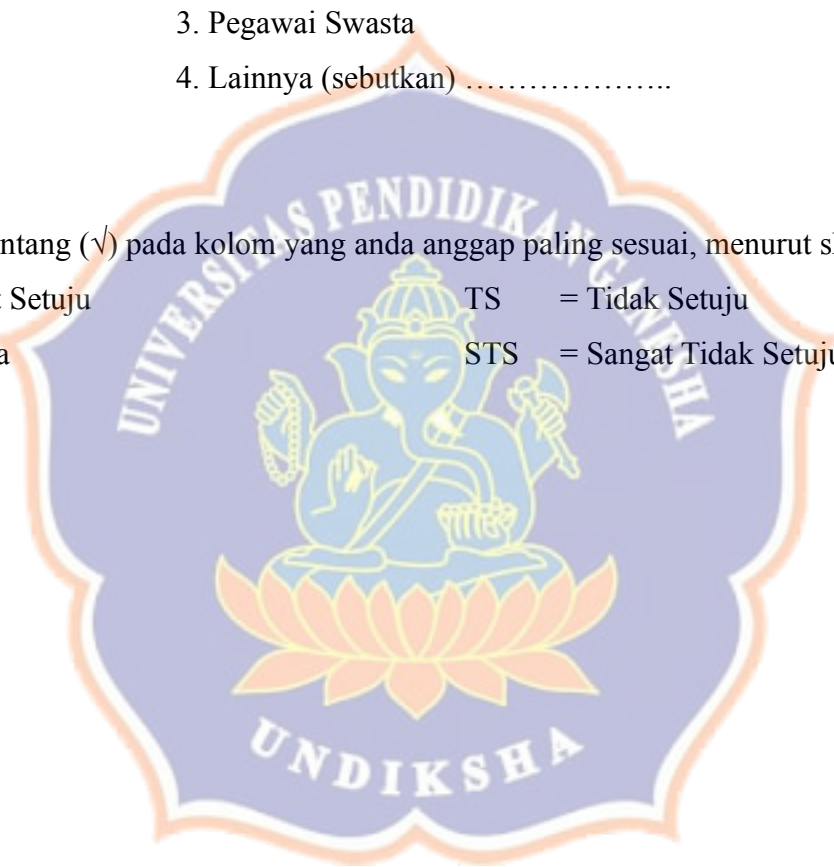 3. Pegawai Swasta
4. Lainnya (sebutkan) ………………..
UNIVERSITAS PENDIDIKAN GANESHA
ntang (√) pada kolom yang anda anggap paling sesuai, menurut s
Setuju TS = Tidak Setuju
a STS = Sangat Tidak Setuju
UNDIKSHA